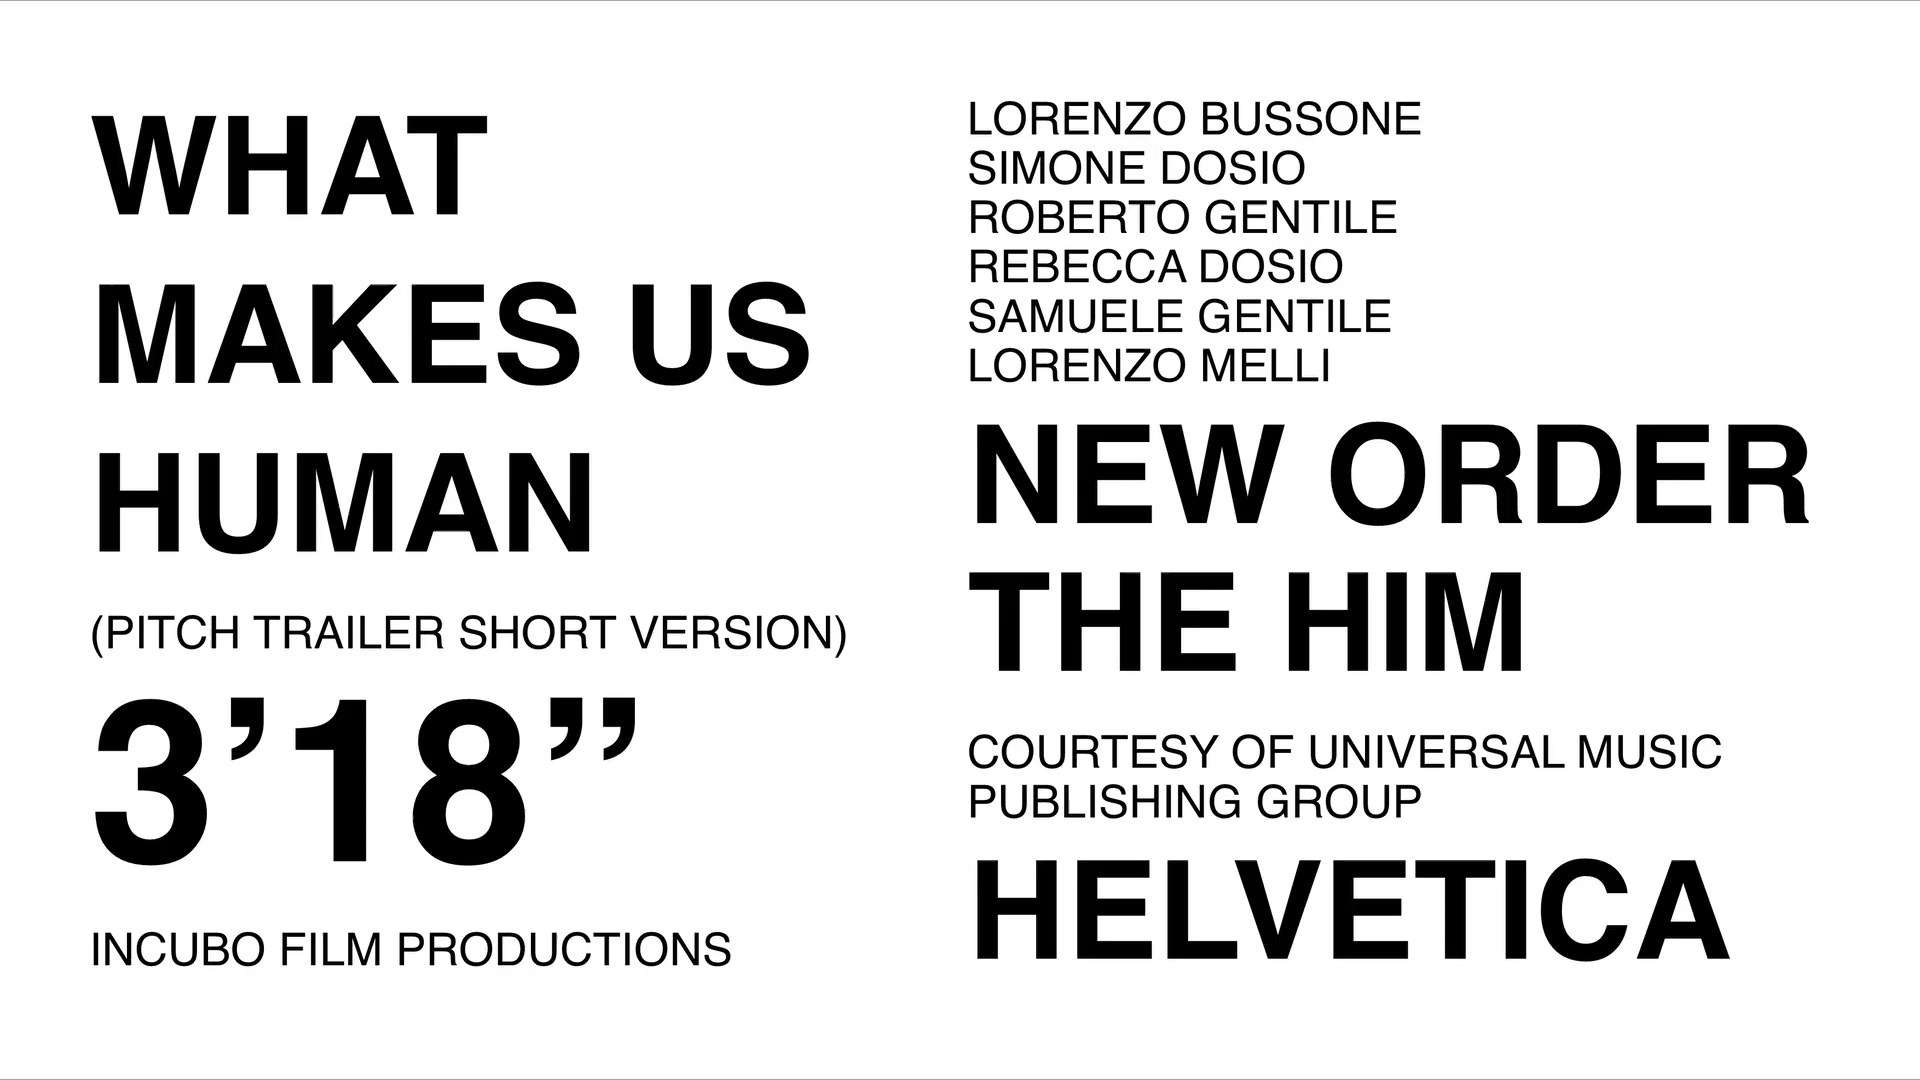 WHAT
MAKES US
HUMAN
(PITCH TRAILER SHORT VERSION)
3’18”
INCUBO FILM PRODUCTIONS
LORENZO BUSSONE
SIMONE DOSIO
ROBERTO GENTILE
REBECCA DOSIO
SAMUELE GENTILE
LORENZO MELLI
NEW ORDER
THE HIM
COURTESY OF UNIVERSAL MUSIC
PUBLISHING GROUP
HELVETICA